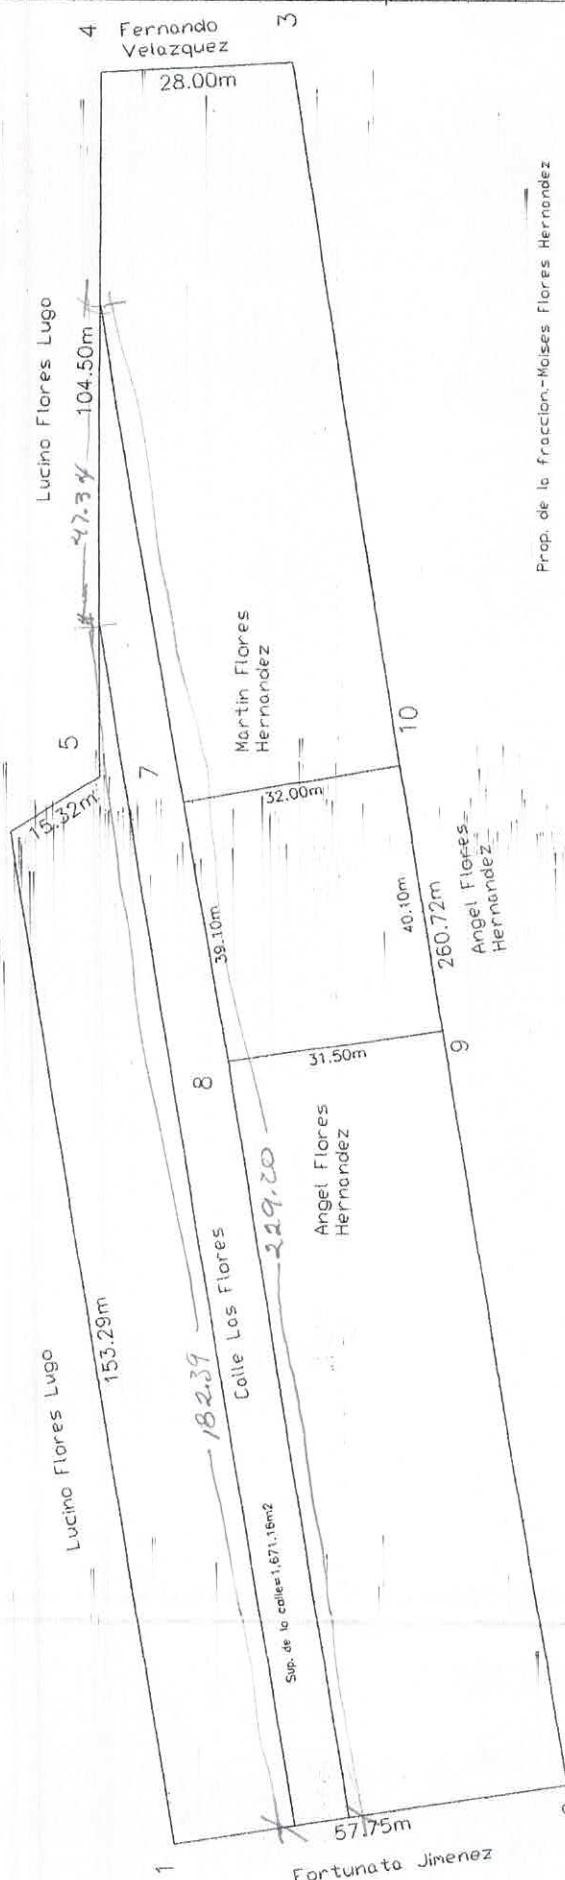 4
Fernando
Velazquez
3
28.00m
Lucino Flores Lugo
104.50m
47.34
5
15.32m
7
Martin Flores
Hernandez
10
32.00m
39.10m
40.10m
260.72m
Angel Flores
Hernandez
Prop. de la fraccion.-Moises Flores Hernandez
8
31.50m
9
Angel Flores
Hernandez
229.20
Calle Las Flores
182.39
153.29m
Lucino Flores Lugo
Sup. de la calle=1,671.16m2
1
57.75m
Fortunata Jimenez